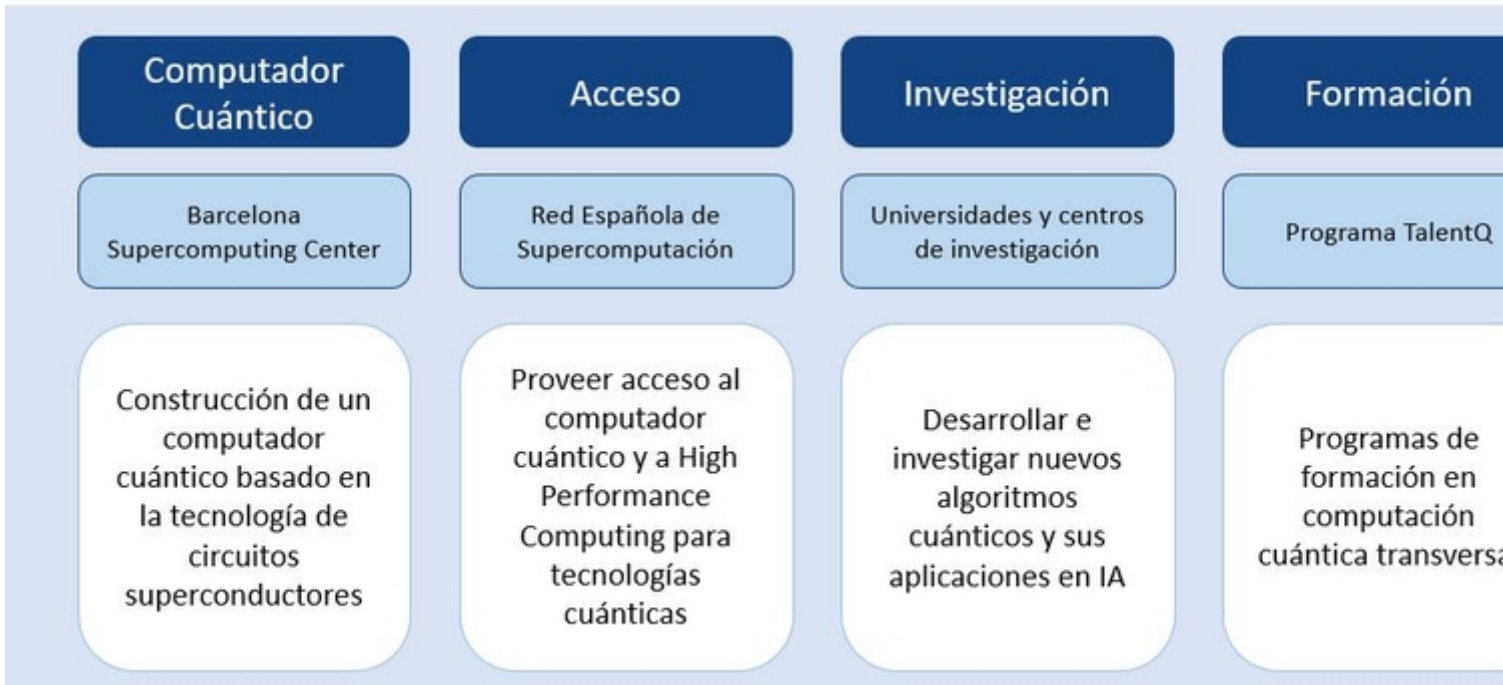 Computador
Cuántico
Acceso
Investigación
Formación
Barcelona
Supercomputing Center
Red Española de
Supercomputación
Universidades y centros
de investigación
Programa TalentQ
Construcción de un
computador
cuántico basado en
la tecnología de
circuitos
superconductores
Proveer acceso al
computador
cuántico y a High
Performance
Computing para
tecnologías
cuánticas
Desarrollar e
investigar nuevos
algoritmos
cuánticos y sus
aplicaciones en IA
Programas de
formación en
computación
cuántica